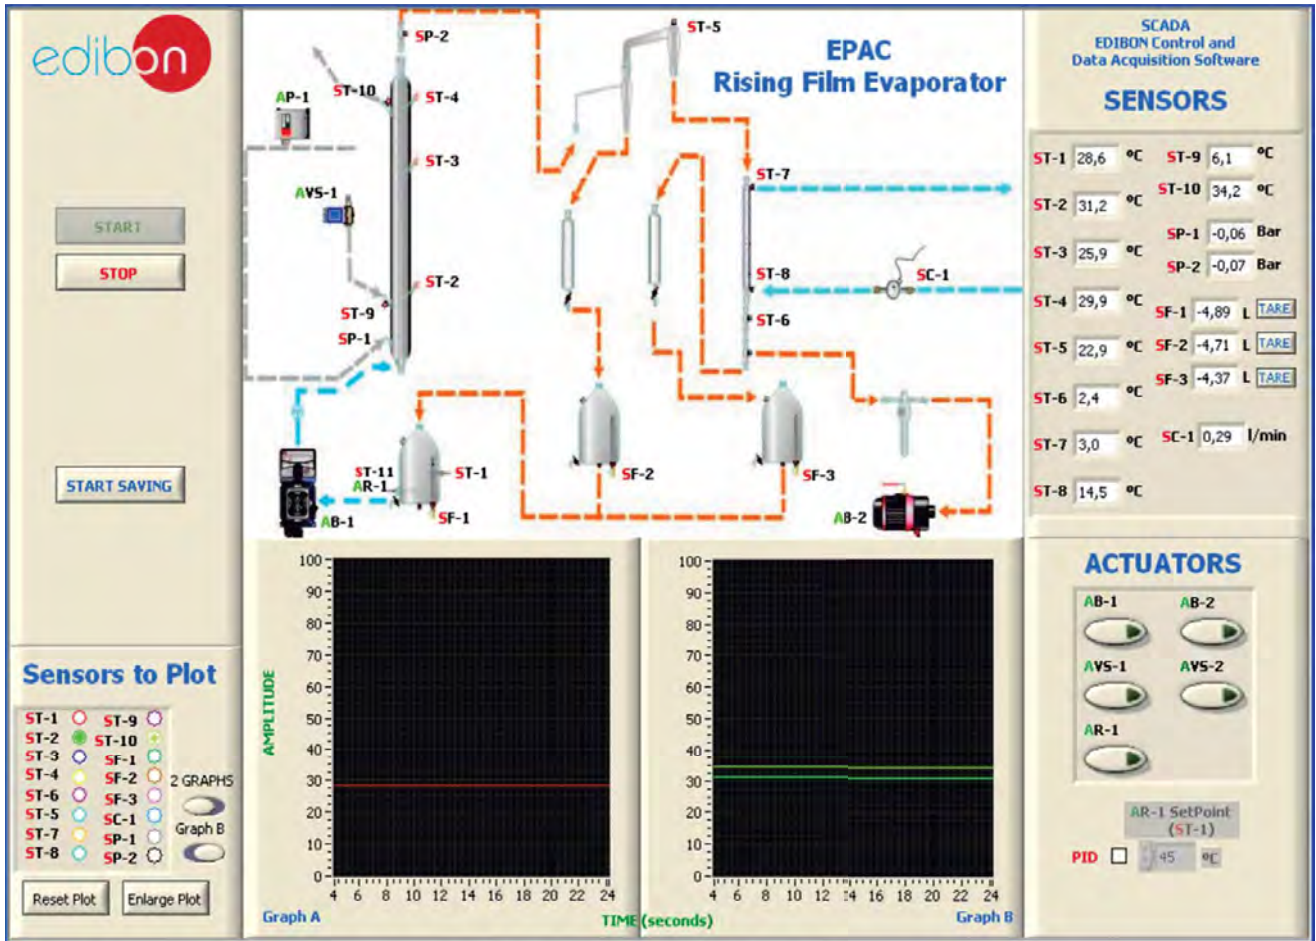 edibon
START
STOP
START SAVING
EPAC
Rising Film Evaporator
SP-2
ST-5
ST-10
ST-4
AP-1
ST-3
AVS-1
ST-7
ST-2
ST-8
SC-1
ST-9
ST-6
SP-1
ST-11
ST-1
AR-1
SF-2
SF-3
AB-1
SF-1
AB-2
SCADA
EDIBON Control and
Data Acquisition Software
SENSORS
ST-1 28,6 ºC
ST-2 31,2 ºC
ST-3 25,9 ºC
ST-4 29,9 ºC
ST-5 22,9 ºC
ST-6 2,4 ºC
ST-7 3,0 ºC
ST-8 14,5 ºC
ST-9 6,1 ºC
ST-10 34,2 ºC
SP-1 -0,06 Bar
SP-2 -0,07 Bar
SF-1 -4,89 L TARE
SF-2 -4,71 L TARE
SF-3 -4,37 L TARE
SC-1 0,29 l/min
Sensors to Plot
ST-1 ST-9
ST-2 ST-10
ST-3 SF-1
ST-4 SF-2
ST-6 SF-3
ST-5 SC-1
ST-7 SP-1
ST-8 SP-2
2 GRAPHS
Graph B
Reset Plot Enlarge Plot
AMPLITUDE
100
90
80
70
60
50
40
30
20
10
0
4 6 8 10 12 14 16 18 20 22 24
Graph A
100
90
80
70
60
50
40
30
20
10
0
4 6 8 10 12 14 16 18 20 22 24
TIME (seconds)
Graph B
ACTUATORS
AB-1 AB-2
AVS-1 AVS-2
AR-1
AR-1 SetPoint
(ST-1)
PID 45 ºC